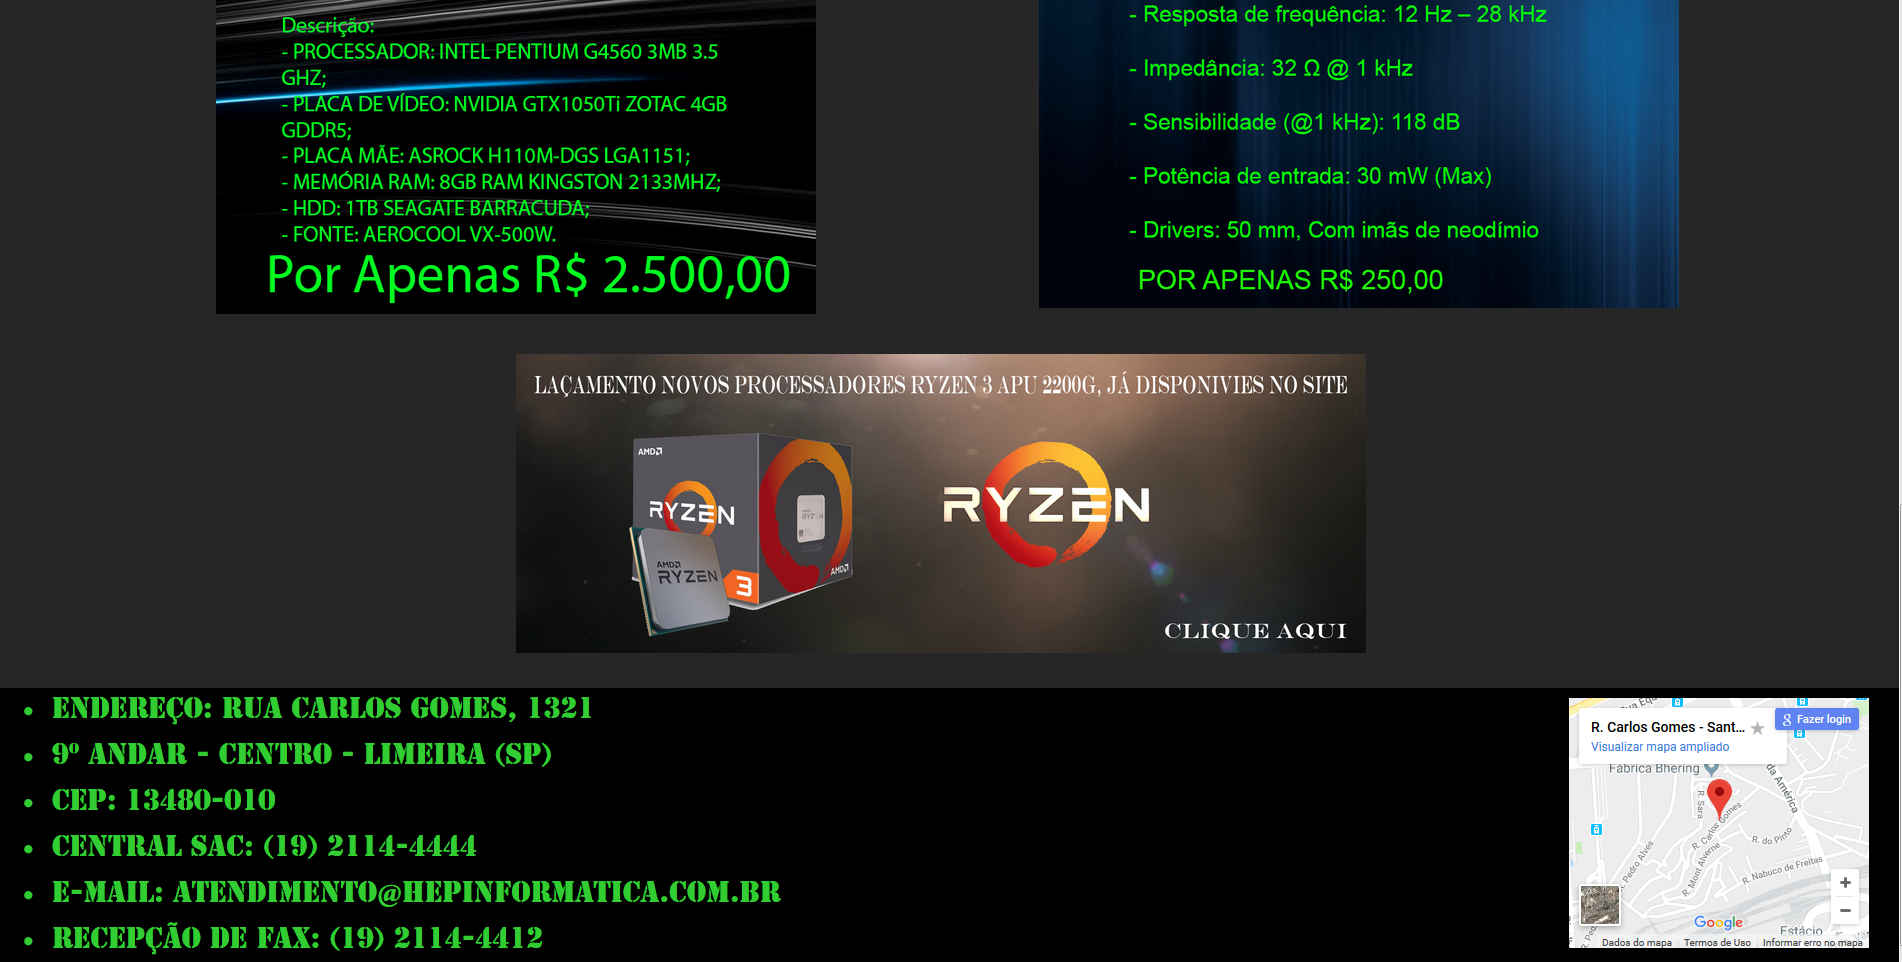 Descrição:
- PROCESSADOR: INTEL PENTIUM G4560 3MB 3.5
GHZ;
- PLACA DE VÍDEO: NVIDIA GTX1050Ti ZOTAC 4GB
GDDR5;
- PLACA MÃE: ASROCK H110M-DGS LGA1151;
- MEMÓRIA RAM: 8GB RAM KINGSTON 2133MHZ;
- HDD: 1TB SEAGATE BARRACUDA;
- FONTE: AEROCOOL VX-500W.
Por Apenas R$ 2.500,00
- Resposta de frequência: 12 Hz – 28 kHz
- Impedância: 32 Ω @ 1 kHz
- Sensibilidade (@1 kHz): 118 dB
- Potência de entrada: 30 mW (Max)
- Drivers: 50 mm, Com imãs de neodímio
POR APENAS R$ 250,00
LAÇAMENTO NOVOS PROCESSADORES RYZEN 3 APU 2200G, JÁ DISPONIVIES NO SITE
AMD
RYZEN
RYZEN
AMD
RYZEN
3
AMD
RYZEN
CLIQUE AQUI
• ENDEREÇO: RUA CARLOS GOMES, 1321
• 9º ANDAR - CENTRO - LIMEIRA (SP)
• CEP: 13480-010
• CENTRAL SAC: (19) 2114-4444
• E-MAIL: ATENDIMENTO@HEPINFORMATICA.COM.BR
• RECEPÇÃO DE FAX: (19) 2114-4412
R. Carlos Gomes - Sant...
Fazer login
Visualizar mapa ampliado
Fábrica Bhering
da América
R. Sara
R. Carlos Gomes
R. do Pinto
R. Pedro Alves
R. Mont Alverne
R. Nabuco de Freitas
Google
Estácio
Dados do mapa
Termos de Uso
Informar erro no mapa